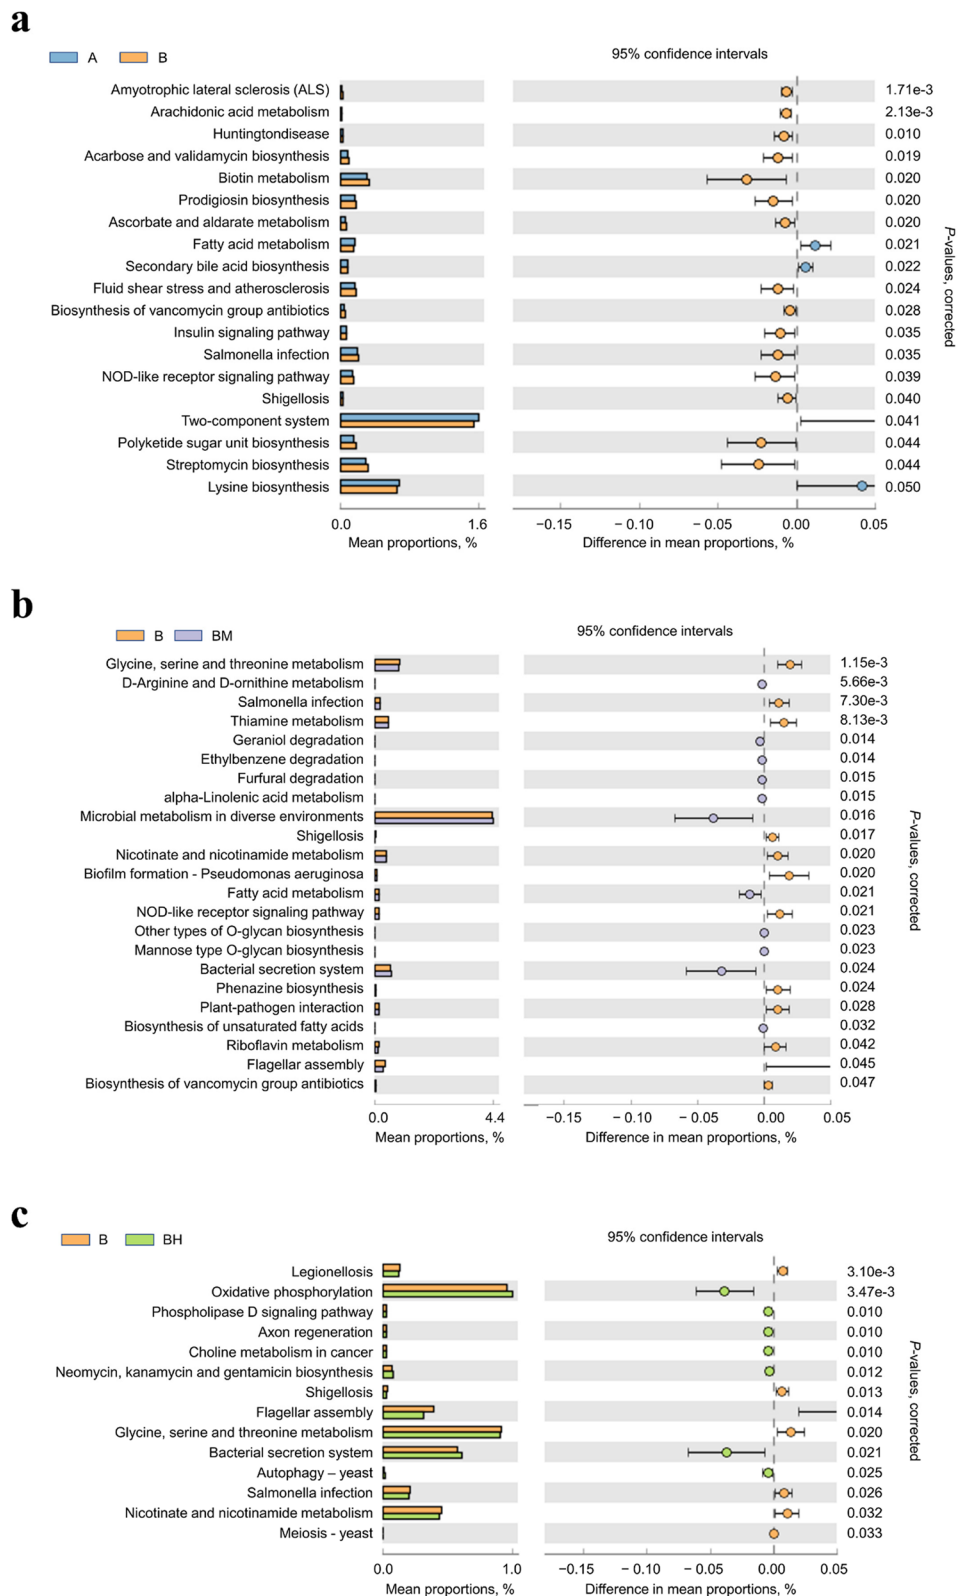 a
A B
95% confidence intervals
Amyotrophic lateral sclerosis (ALS) 1.71e-3
Arachidonic acid metabolism 2.13e-3
Huntingtondisease 0.010
Acarbose and validamycin biosynthesis 0.019
Biotin metabolism 0.020
Prodigiosin biosynthesis 0.020
Ascorbate and aldarate metabolism 0.020
Fatty acid metabolism 0.021
Secondary bile acid biosynthesis 0.022
Fluid shear stress and atherosclerosis 0.024
Biosynthesis of vancomycin group antibiotics 0.028
Insulin signaling pathway 0.035
Salmonella infection 0.035
NOD-like receptor signaling pathway 0.039
Shigellosis 0.040
Two-component system 0.041
Polyketide sugar unit biosynthesis 0.044
Streptomycin biosynthesis 0.044
Lysine biosynthesis 0.050
P-values, corrected
0.0 1.6 −0.15 −0.10 −0.05 0.00 0.05
Mean proportions, % Difference in mean proportions, %
b
B BM
95% confidence intervals
Glycine, serine and threonine metabolism 1.15e-3
D-Arginine and D-ornithine metabolism 5.66e-3
Salmonella infection 7.30e-3
Thiamine metabolism 8.13e-3
Geraniol degradation 0.014
Ethylbenzene degradation 0.014
Furfural degradation 0.015
alpha-Linolenic acid metabolism 0.015
Microbial metabolism in diverse environments 0.016
Shigellosis 0.017
Nicotinate and nicotinamide metabolism 0.020
Biofilm formation - Pseudomonas aeruginosa 0.020
Fatty acid metabolism 0.021
NOD-like receptor signaling pathway 0.021
Other types of O-glycan biosynthesis 0.023
Mannose type O-glycan biosynthesis 0.023
Bacterial secretion system 0.024
Phenazine biosynthesis 0.024
Plant-pathogen interaction 0.028
Biosynthesis of unsaturated fatty acids 0.032
Riboflavin metabolism 0.042
Flagellar assembly 0.045
Biosynthesis of vancomycin group antibiotics 0.047
P-values, corrected
0.0 4.4 −0.15 −0.10 −0.05 0.00 0.05
Mean proportions, % Difference in mean proportions, %
c
B BH
95% confidence intervals
Legionellosis 3.10e-3
Oxidative phosphorylation 3.47e-3
Phospholipase D signaling pathway 0.010
Axon regeneration 0.010
Choline metabolism in cancer 0.010
Neomycin, kanamycin and gentamicin biosynthesis 0.012
Shigellosis 0.013
Flagellar assembly 0.014
Glycine, serine and threonine metabolism 0.020
Bacterial secretion system 0.021
Autophagy – yeast 0.025
Salmonella infection 0.026
Nicotinate and nicotinamide metabolism 0.032
Meiosis - yeast 0.033
P-values, corrected
0.0 1.0 −0.15 −0.10 −0.05 0.00 0.05
Mean proportions, % Difference in mean proportions, %